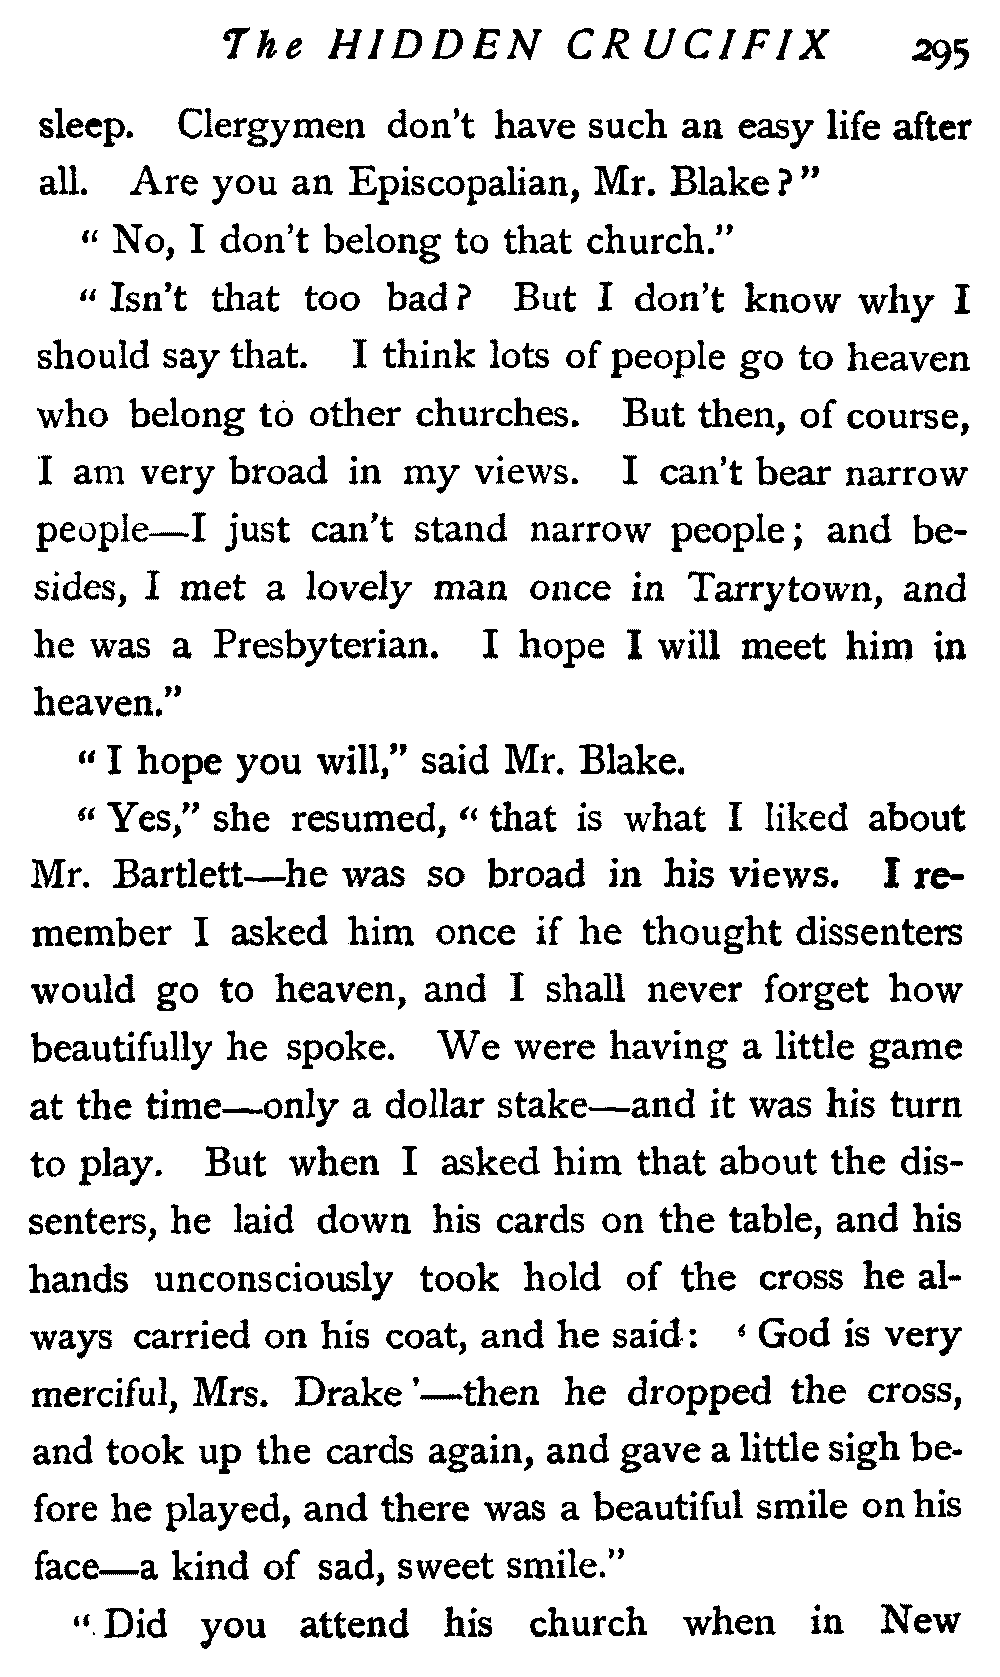 The HIDDEN CRUCIFIX 295
sleep. Clergymen don't have such an easy life after
all. Are you an Episcopalian, Mr. Blake?"
"No, I don't belong to that church."
"Isn't that too bad? But I don't know why I
should say that. I think lots of people go to heaven
who belong to other churches. But then, of course,
I am very broad in my views. I can't bear narrow
people—I just can't stand narrow people; and be-
sides, I met a lovely man once in Tarrytown, and
he was a Presbyterian. I hope I will meet him in
heaven."
"I hope you will," said Mr. Blake.
"Yes," she resumed, "that is what I liked about
Mr. Bartlett—he was so broad in his views. I re-
member I asked him once if he thought dissenters
would go to heaven, and I shall never forget how
beautifully he spoke. We were having a little game
at the time—only a dollar stake—and it was his turn
to play. But when I asked him that about the dis-
senters, he laid down his cards on the table, and his
hands unconsciously took hold of the cross he al-
ways carried on his coat, and he said: 'God is very
merciful, Mrs. Drake'—then he dropped the cross,
and took up the cards again, and gave a little sigh be-
fore he played, and there was a beautiful smile on his
face—a kind of sad, sweet smile."
"Did you attend his church when in New